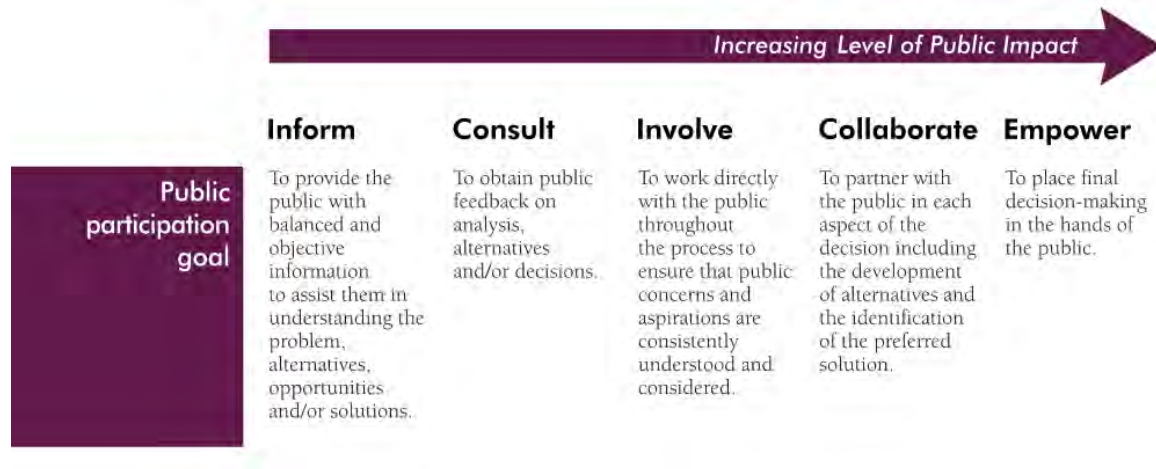 Increasing Level of Public Impact
Public
participation
goal
Inform
To provide the
public with
balanced and
objective
information
to assist them in
understanding the
problem,
alternatives,
opportunities
and/or solutions.
Consult
To obtain public
feedback on
analysis,
alternatives
and/or decisions.
Involve
To work directly
with the public
throughout
the process to
ensure that public
concerns and
aspirations are
consistently
understood and
considered.
Collaborate
To partner with
the public in each
aspect of the
decision including
the development
of alternatives and
the identification
of the preferred
solution.
Empower
To place final
decision-making
in the hands of
the public.